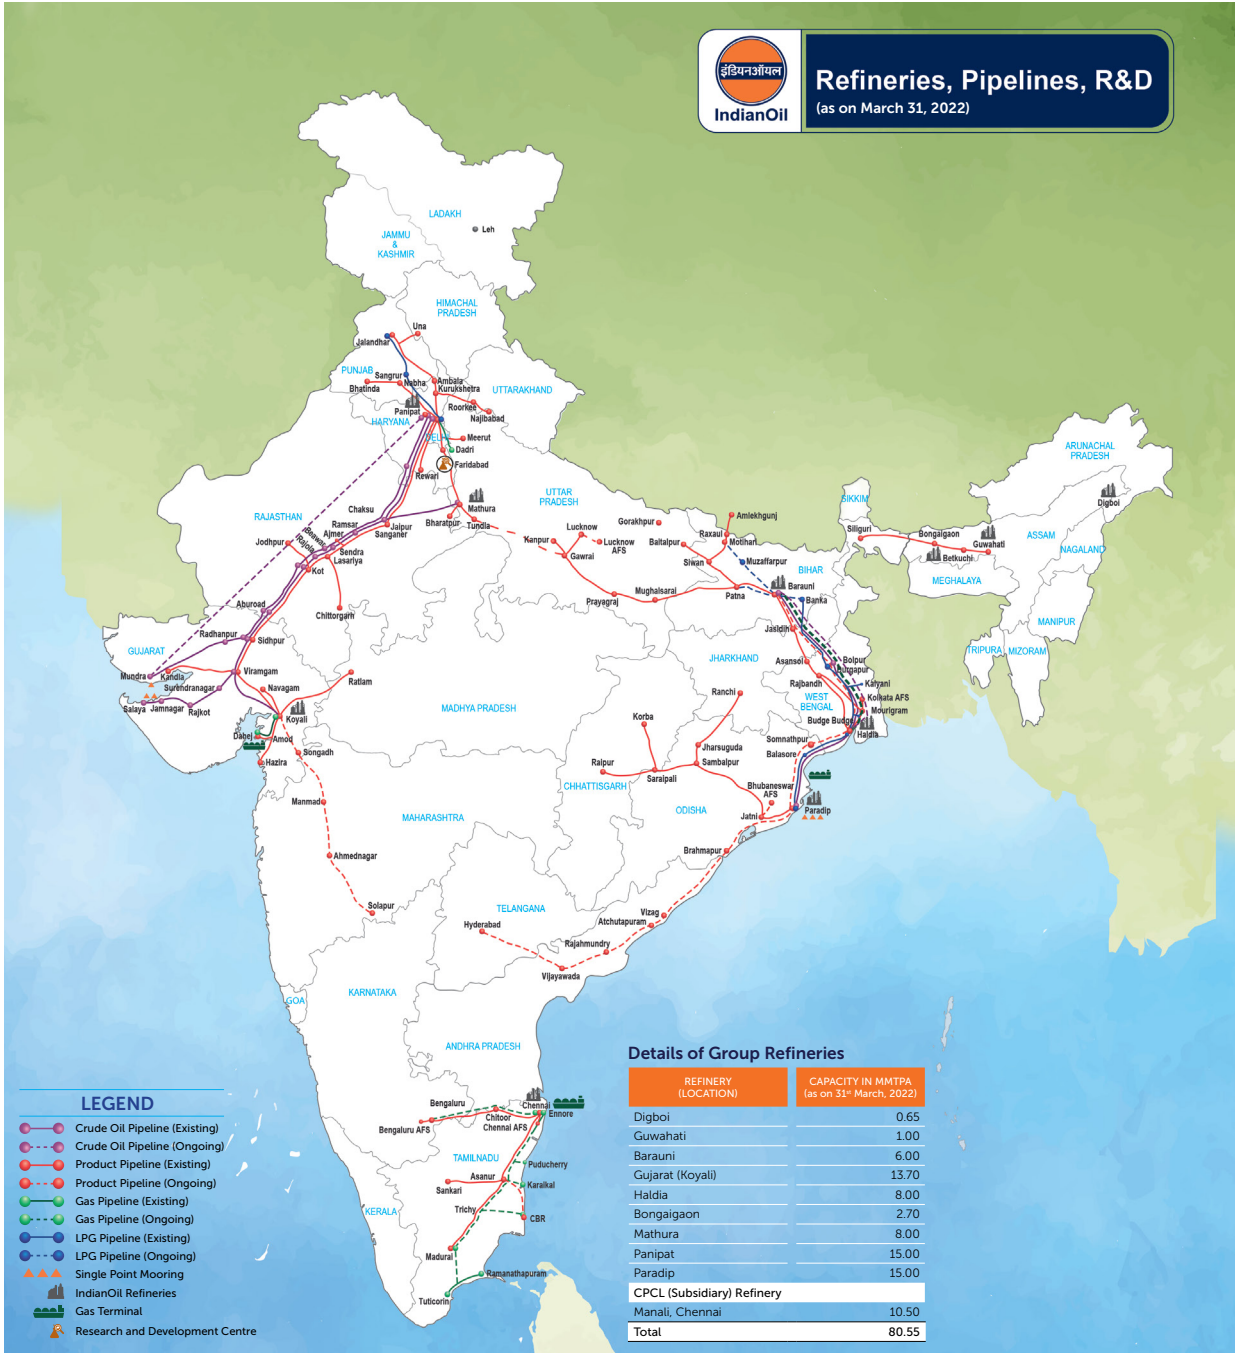 इंडियनऑयल
IndianOil
Refineries, Pipelines, R&D
(as on March 31, 2022)
LADAKH
Leh
JAMMU
&
KASHMIR
HIMACHAL
PRADESH
Una
Jalandhar
PUNJAB
Sangrur
Nabha
Bhatinda
Ambala
Kurukshetra
UTTARAKHAND
Roorkee
Najibabad
Panipat
HARYANA
DELHI
Meerut
Dadri
Faridabad
Rewari
Mathura
UTTAR
PRADESH
Bharatpur
Tundla
RAJASTHAN
Chaksu
Ramsar
Ajmer
Beawar
Rajola
Jaipur
Sanganer
Jodhpur
Sendra
Lasariya
Kot
Chittorgarh
Aburoad
Kanpur
Lucknow
Lucknow
AFS
Gawrai
Gorakhpur
Baitalpur
Amlekhgunj
Raxaul
Motihari
Siwan
Muzaffarpur
BIHAR
Prayagraj
Mughalsarai
Patna
Barauni
Banka
SIKKIM
Siliguri
Bongaigaon
Guwahati
Betkuchi
ARUNACHAL
PRADESH
Digboi
ASSAM
NAGALAND
MEGHALAYA
MANIPUR
TRIPURA
MIZORAM
Radhanpur
Sidhpur
GUJARAT
Mundra
Kandla
Viramgam
Surendranagar
Navagam
Ratlam
Salaya
Jamnagar
Rajkot
Koyali
Dahej
Amod
Hazira
Songadh
MADHYA PRADESH
Jasidih
JHARKHAND
Asansol
Bolpur
Durgapur
Rajbandh
Kalyani
Kolkata AFS
WEST
BENGAL
Mourigram
Budge Budge
Haldia
Ranchi
Korba
Somnathpur
Balasore
Jharsuguda
Sambalpur
Raipur
Saraipali
CHHATTISGARH
Bhubaneswar
AFS
ODISHA
Jatni
Paradip
Manmad
MAHARASHTRA
Ahmednagar
Brahmapur
Solapur
TELANGANA
Hyderabad
Vizag
Atchutapuram
Rajahmundry
Vijayawada
GOA
KARNATAKA
ANDHRA PRADESH
Bengaluru
Chennai
Ennore
Chitoor
Bengaluru AFS
Chennai AFS
TAMILNADU
Puducherry
Asanur
Karaikal
Sankari
KERALA
Trichy
CBR
Madurai
Ramanathapuram
Tuticorin
LEGEND
Crude Oil Pipeline (Existing)
Crude Oil Pipeline (Ongoing)
Product Pipeline (Existing)
Product Pipeline (Ongoing)
Gas Pipeline (Existing)
Gas Pipeline (Ongoing)
LPG Pipeline (Existing)
LPG Pipeline (Ongoing)
Single Point Mooring
IndianOil Refineries
Gas Terminal
Research and Development Centre
Details of Group Refineries
REFINERY
(LOCATION)
CAPACITY IN MMTPA
(as on 31st March, 2022)
Digboi 0.65
Guwahati 1.00
Barauni 6.00
Gujarat (Koyali) 13.70
Haldia 8.00
Bongaigaon 2.70
Mathura 8.00
Panipat 15.00
Paradip 15.00
CPCL (Subsidiary) Refinery
Manali, Chennai 10.50
Total 80.55